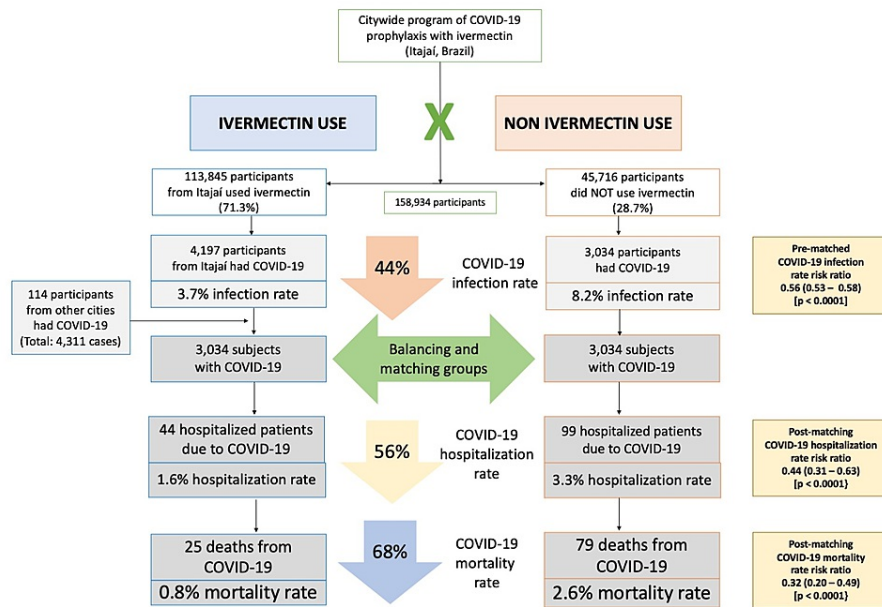 Citywide program of COVID-19
prophylaxis with ivermectin
(Itajaí, Brazil)
IVERMECTIN USE
X
NON IVERMECTIN USE
113,845 participants
from Itajaí used ivermectin
(71.3%)
158,934 participants
45,716 participants
did NOT use ivermectin
(28.7%)
4,197 participants
from Itajaí had COVID-19
3.7% infection rate
44%
COVID-19
infection rate
3,034 participants
had COVID-19
8.2% infection rate
Pre-matched
COVID-19 infection
rate risk ratio
0.56 (0.53 – 0.58)
[p < 0.0001]
114 participants
from other cities
had COVID-19
(Total: 4,311 cases)
3,034 subjects
with COVID-19
Balancing and
matching groups
3,034 subjects
with COVID-19
44 hospitalized patients
due to COVID-19
1.6% hospitalization rate
56%
COVID-19
hospitalization
rate
99 hospitalized patients
due to COVID-19
3.3% hospitalization rate
Post-matching
COVID-19 hospitalization
rate risk ratio
0.44 (0.31 – 0.63)
[p < 0.0001}
25 deaths from
COVID-19
0.8% mortality rate
68%
COVID-19
mortality
rate
79 deaths from
COVID-19
2.6% mortality rate
Post-matching
COVID-19 mortality
rate risk ratio
0.32 (0.20 – 0.49)
[p < 0.0001}